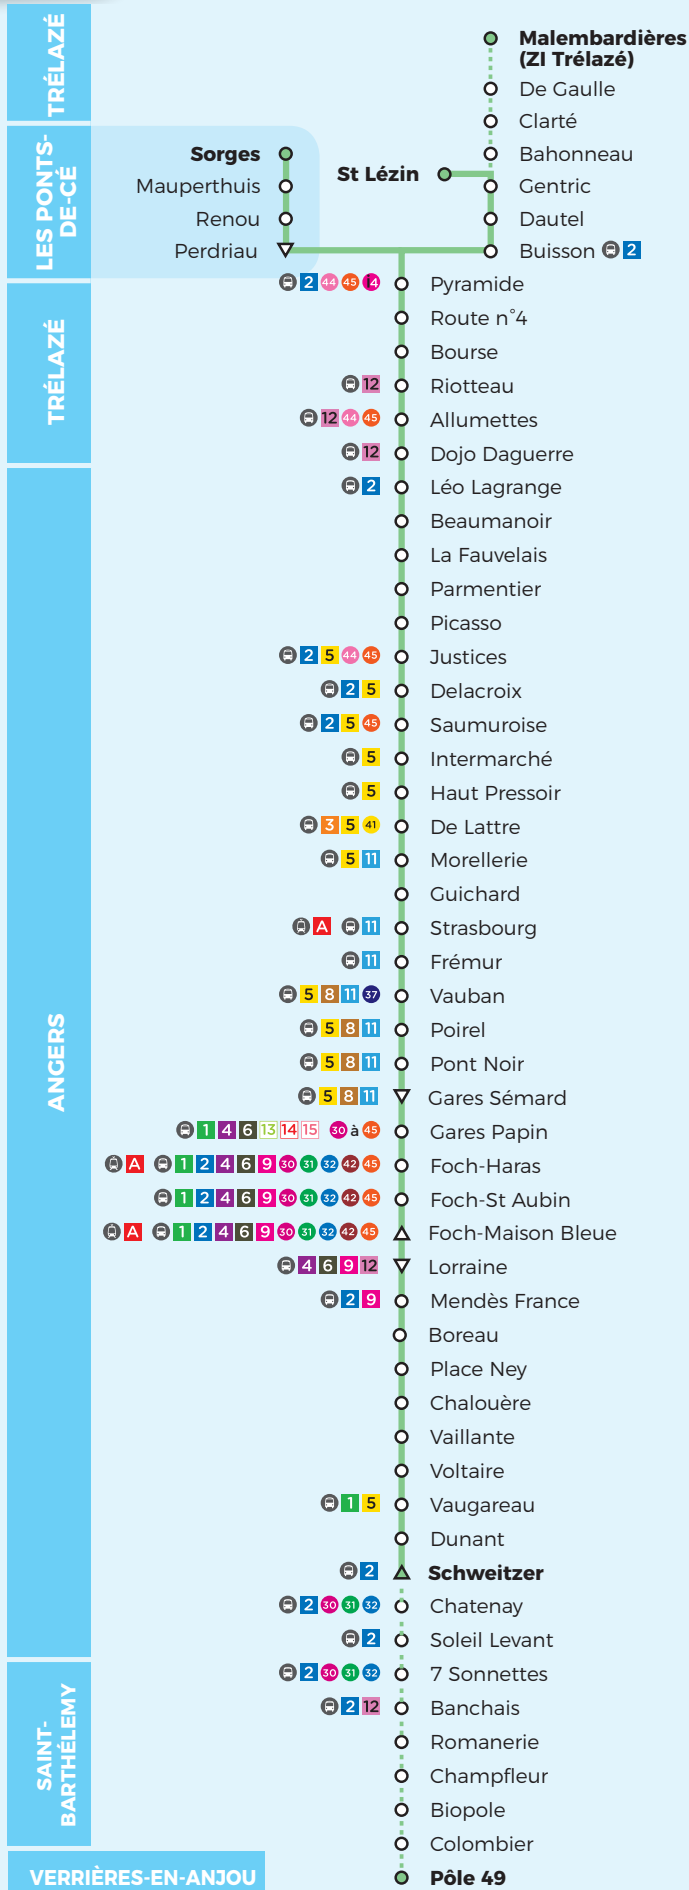 TRÉLAZÉ
Malembardières
(ZI Trélazé)
De Gaulle
Clarté
LES PONTS-
DE-CÉ
Sorges
Mauperthuis
Renou
Perdriau
St Lézin
Bahonneau
Gentric
Dautel
Buisson 2
TRÉLAZÉ
2 44 45 i4 Pyramide
Route n°4
Bourse
12 Riotteau
12 44 45 Allumettes
12 Dojo Daguerre
ANGERS
2 Léo Lagrange
Beaumanoir
La Fauvelais
Parmentier
Picasso
2 5 44 45 Justices
2 5 Delacroix
2 5 45 Saumuroise
5 Intermarché
5 Haut Pressoir
3 5 41 De Lattre
5 11 Morellerie
Guichard
A 11 Strasbourg
11 Frémur
5 8 11 37 Vauban
5 8 11 Poirel
5 8 11 Pont Noir
5 8 11 Gares Sémard
1 4 6 13 14 15 30 à 45 Gares Papin
A 1 2 4 6 9 30 31 32 42 45 Foch-Haras
1 2 4 6 9 30 31 32 42 45 Foch-St Aubin
A 1 2 4 6 9 30 31 32 42 45 Foch-Maison Bleue
4 6 9 12 Lorraine
2 9 Mendès France
Boreau
Place Ney
Chalouère
Vaillante
Voltaire
1 5 Vaugareau
Dunant
2 Schweitzer
2 30 31 32 Chatenay
2 Soleil Levant
SAINT-
BARTHÉLEMY
2 30 31 32 7 Sonnettes
2 12 Banchais
Romanerie
Champfleur
Biopole
Colombier
VERRIÈRES-EN-ANJOU
Pôle 49